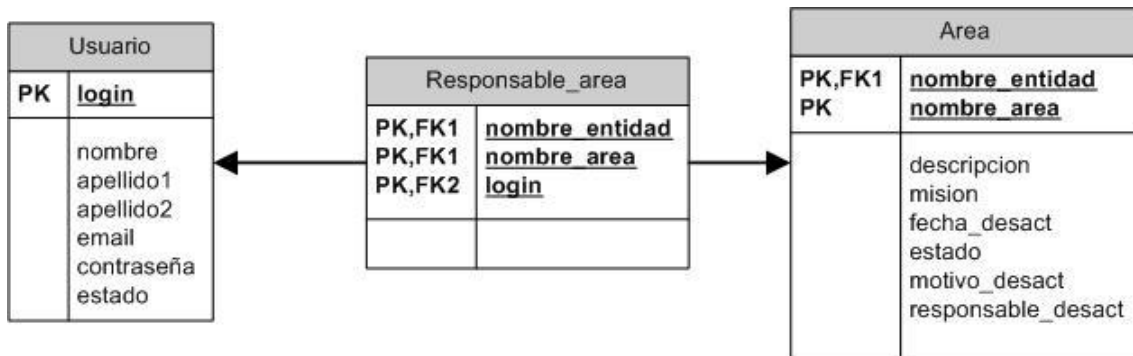 Usuario
PK login
nombre
apellido1
apellido2
email
contraseña
estado
Responsable_area
PK,FK1 nombre_entidad
PK,FK1 nombre_area
PK,FK2 login
Area
PK,FK1 nombre_entidad
PK nombre_area
descripcion
mision
fecha_desact
estado
motivo_desact
responsable_desact